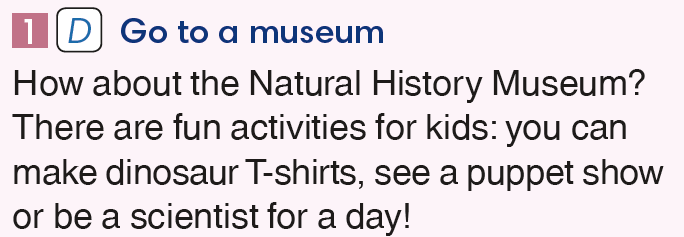 1 D Go to a museum
How about the Natural History Museum?
There are fun activities for kids: you can
make dinosaur T-shirts, see a puppet show
or be a scientist for a day!